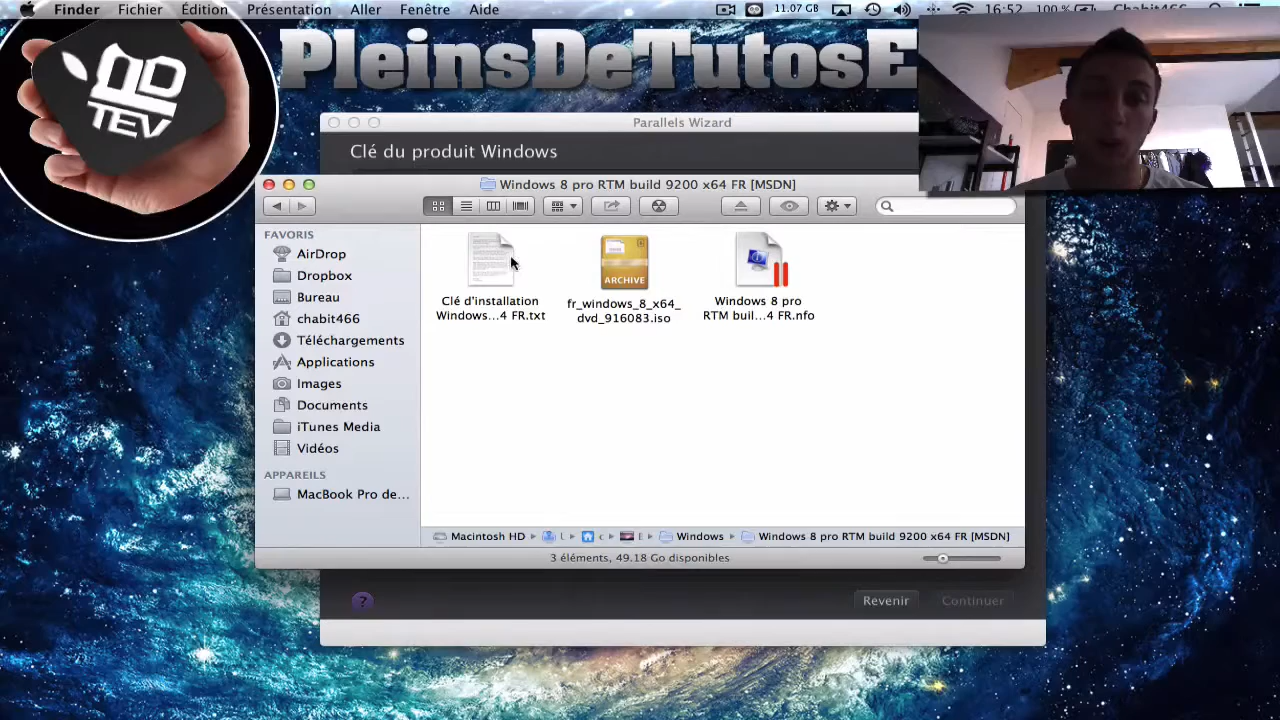 Finder Fichier Édition Présentation Aller Fenêtre Aide 11.07 GB 16:52 100 % Chabit466
PleinsDeTutosE
TEV
Parallels Wizard
Clé du produit Windows
Windows 8 pro RTM build 9200 x64 FR [MSDN]
FAVORIS
AirDrop
Dropbox
Bureau
chabit466
Téléchargements
Applications
Images
Documents
iTunes Media
Vidéos
APPAREILS
MacBook Pro de...
ARCHIVE
Clé d'installation
Windows...4 FR.txt
fr_windows_8_x64_
dvd_916083.iso
Windows 8 pro
RTM buil...4 FR.nfo
Macintosh HD L c E Windows Windows 8 pro RTM build 9200 x64 FR [MSDN]
3 éléments, 49.18 Go disponibles
?
Revenir
Continuer